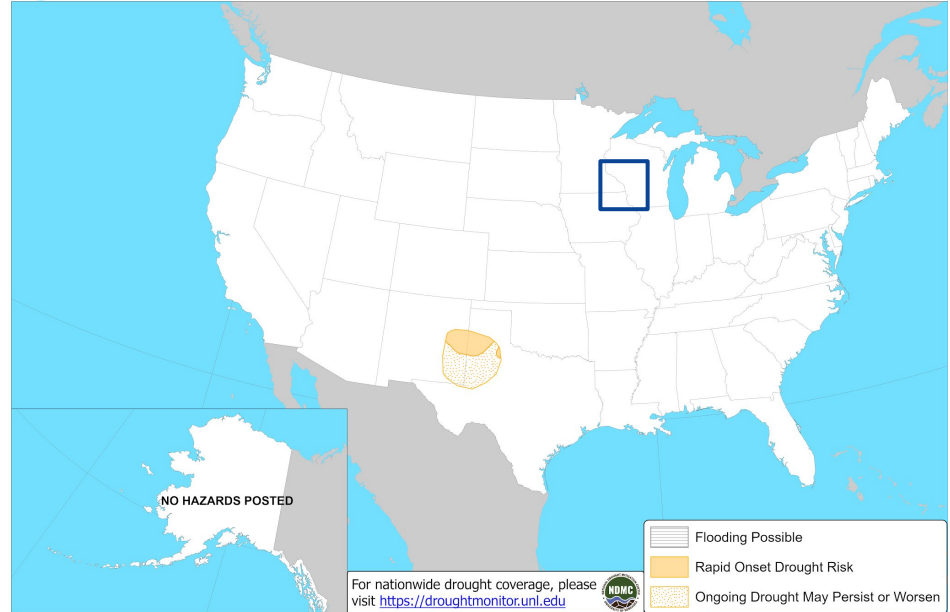 NO HAZARDS POSTED
For nationwide drought coverage, please
visit https://droughtmonitor.unl.edu
NDMC
Flooding Possible
Rapid Onset Drought Risk
Ongoing Drought May Persist or Worsen